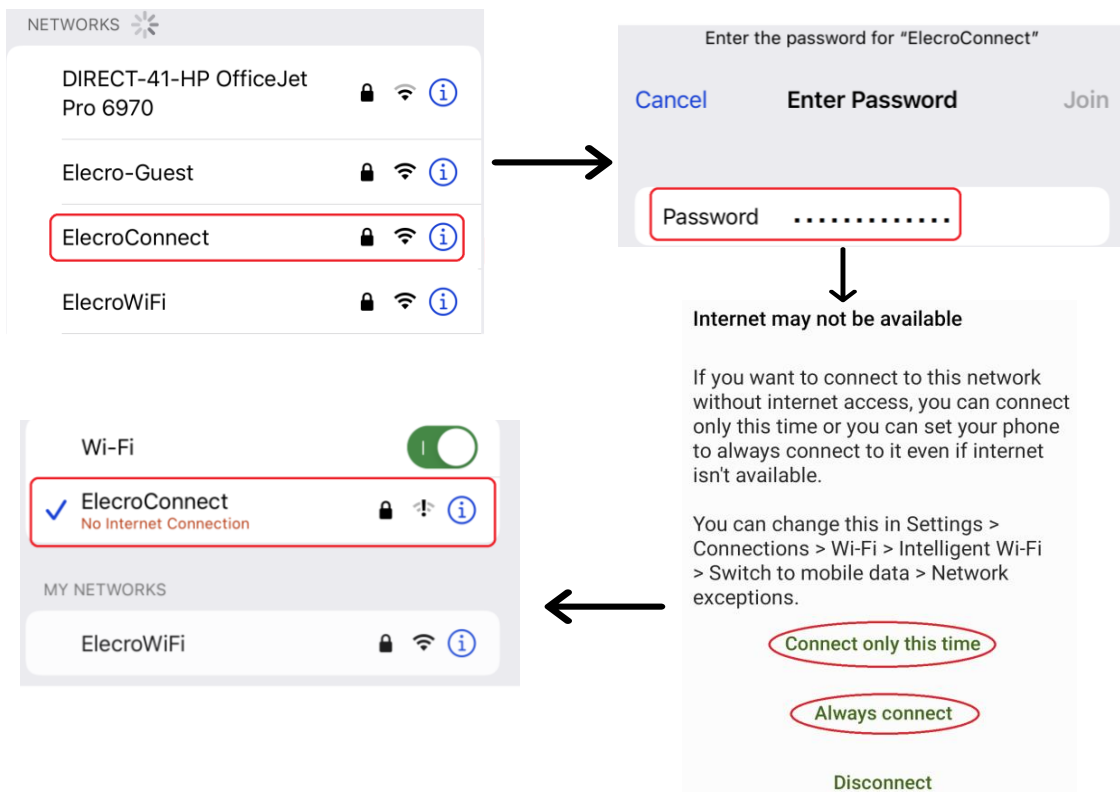 NETWORKS
DIRECT-41-HP OfficeJet
Pro 6970
Elecro-Guest
ElecroConnect
ElecroWiFi
Enter the password for “ElecroConnect”
Cancel
Enter Password
Join
Password ·············
Internet may not be available
If you want to connect to this network
without internet access, you can connect
only this time or you can set your phone
to always connect to it even if internet
isn't available.
You can change this in Settings >
Connections > Wi-Fi > Intelligent Wi-Fi
> Switch to mobile data > Network
exceptions.
Connect only this time
Always connect
Disconnect
Wi-Fi
ElecroConnect
No Internet Connection
MY NETWORKS
ElecroWiFi